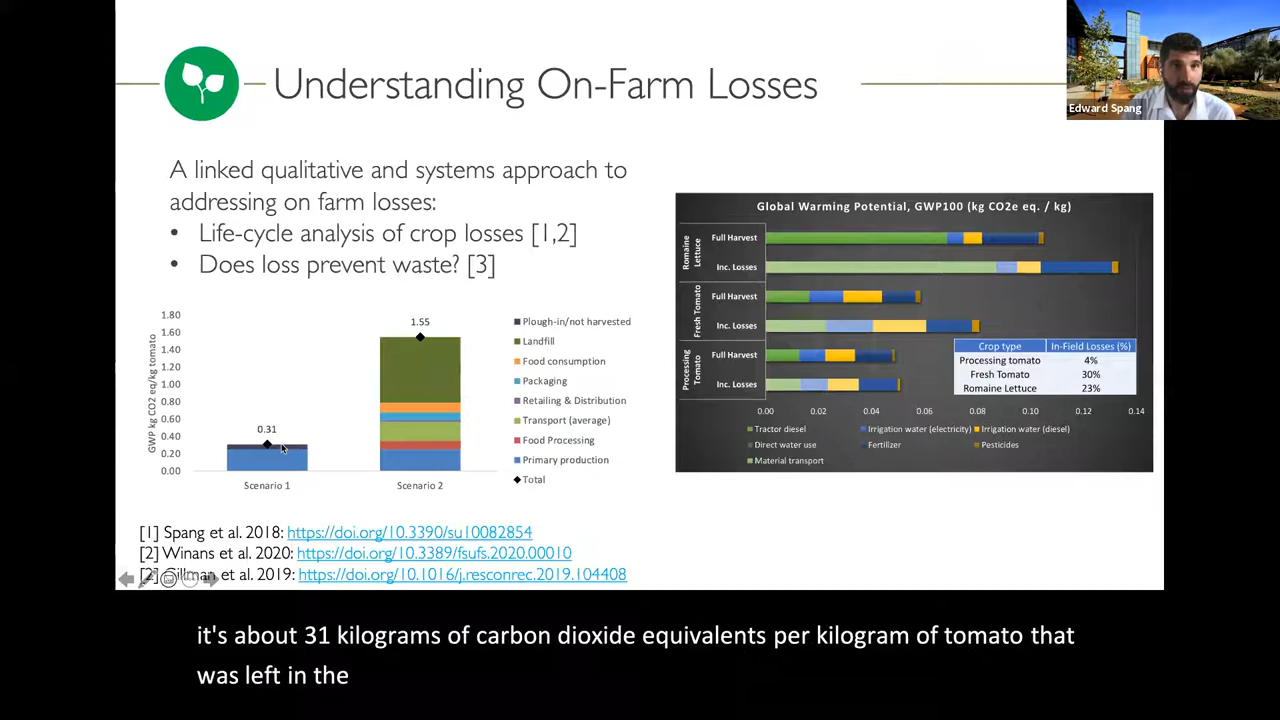 Understanding On-Farm Losses
Edward Spang
A linked qualitative and systems approach to
addressing on farm losses:
• Life-cycle analysis of crop losses [1,2]
• Does loss prevent waste? [3]
GWP kg CO2 eq/kg tomato
1.80
1.60
1.40
1.20
1.00
0.80
0.60
0.40
0.20
0.00
0.31
1.55
Scenario 1
Scenario 2
Plough-in/not harvested
Landfill
Food consumption
Packaging
Retailing & Distribution
Transport (average)
Food Processing
Primary production
Total
Global Warming Potential, GWP100 (kg CO2e eq. / kg)
Romaine
Lettuce
Full Harvest
Inc. Losses
Fresh Tomato
Full Harvest
Inc. Losses
Processing
Tomato
Full Harvest
Inc. Losses
Crop type In-Field Losses (%)
Processing tomato 4%
Fresh Tomato 30%
Romaine Lettuce 23%
0.00 0.02 0.04 0.06 0.08 0.10 0.12 0.14
Tractor diesel Irrigation water (electricity) Irrigation water (diesel)
Direct water use Fertilizer Pesticides
Material transport
[1] Spang et al. 2018: https://doi.org/10.3390/su10082854
[2] Winans et al. 2020: https://doi.org/10.3389/fsufs.2020.00010
et al. 2019: https://doi.org/10.1016/j.resconrec.2019.104408
it's about 31 kilograms of carbon dioxide equivalents per kilogram of tomato that
was left in the